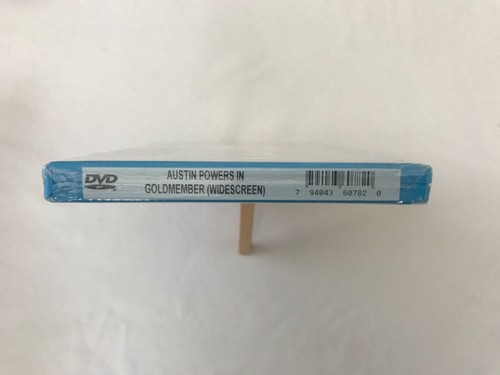 DVD
AUSTIN POWERS IN
GOLDMEMBER (WIDESCREEN)
7 94043 60782 0